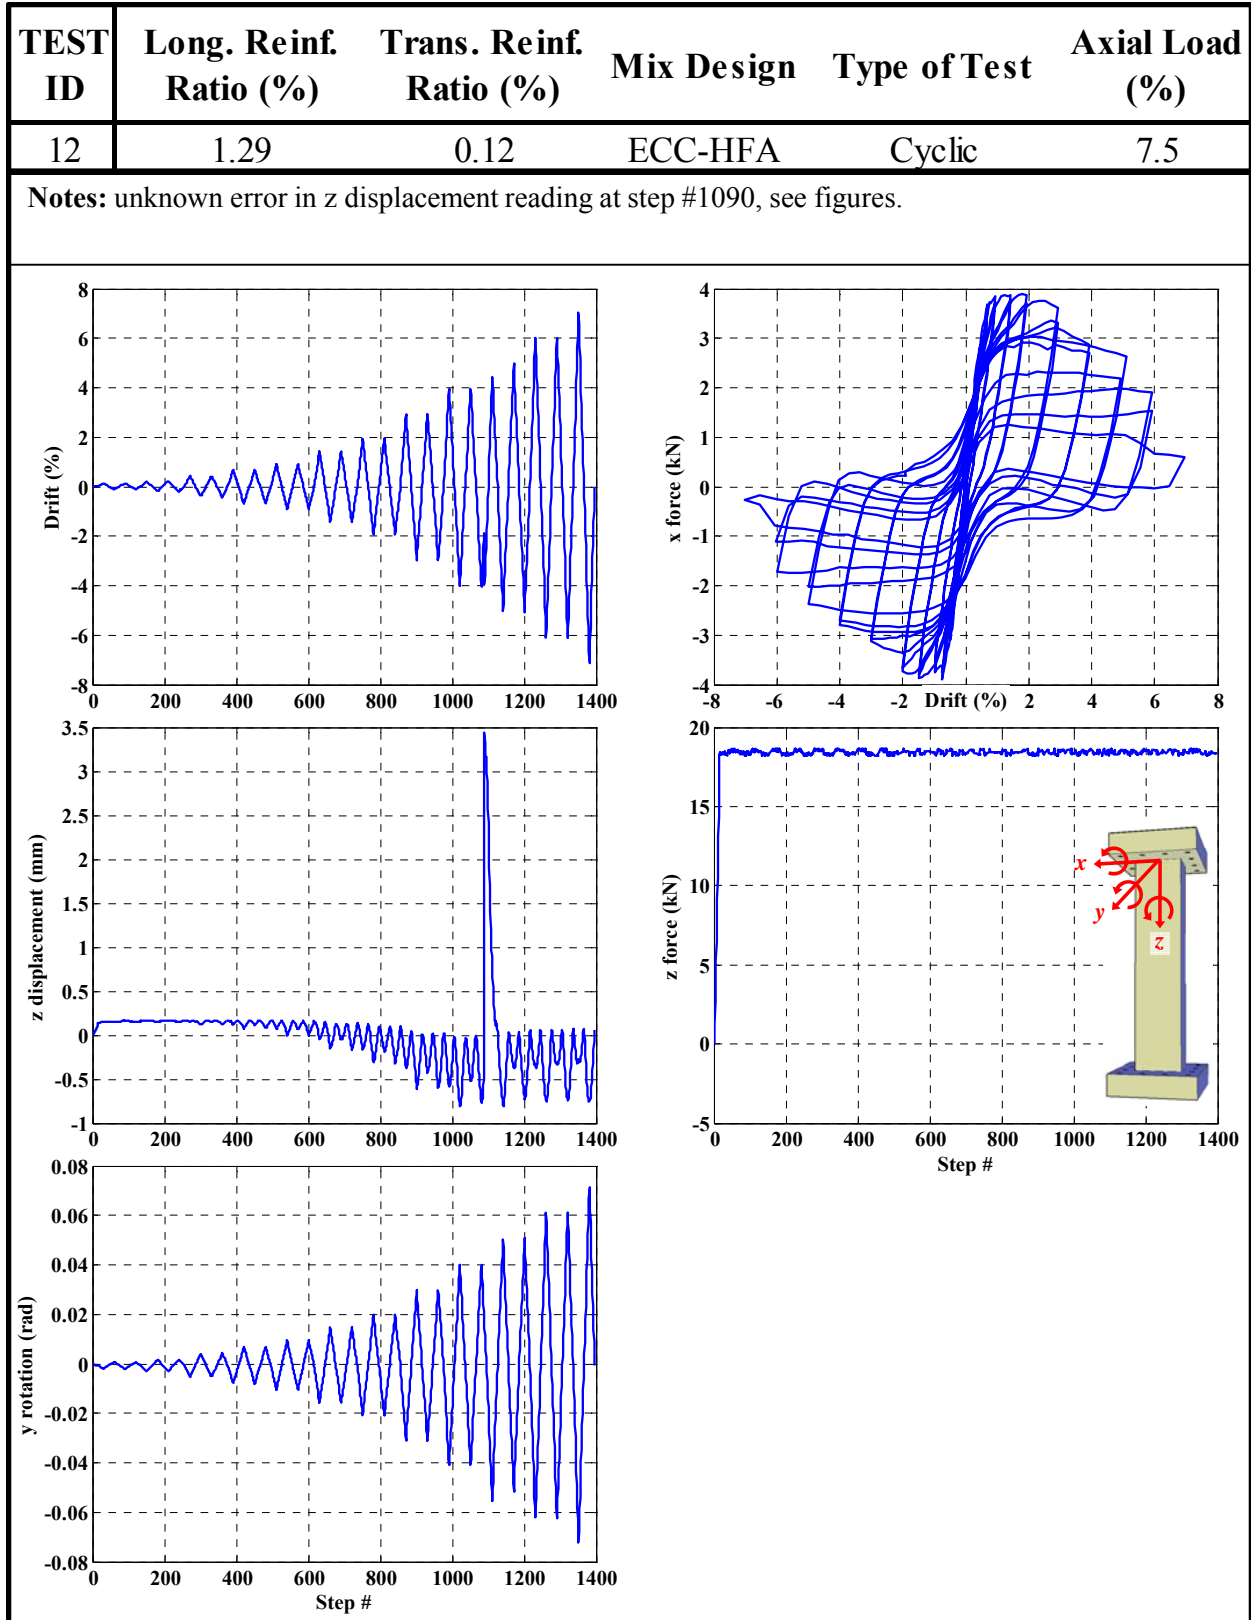 TEST ID Long. Reinf. Ratio (%) Trans. Reinf. Ratio (%) Mix Design Type of Test Axial Load (%)
12 1.29 0.12 ECC-HFA Cyclic 7.5
Notes: unknown error in z displacement reading at step #1090, see figures.
Drift (%)
8
6
4
2
0
-2
-4
-6
-8
0 200 400 600 800 1000 1200 1400
x force (kN)
4
3
2
1
0
-1
-2
-3
-4
-8 -6 -4 -2 Drift (%) 2 4 6 8
z displacement (mm)
3.5
3
2.5
2
1.5
1
0.5
0
-0.5
-1
0 200 400 600 800 1000 1200 1400
z force (kN)
20
15
10
5
0
-5
0 200 400 600 800 1000 1200 1400
Step #
x
y
z
y rotation (rad)
0.08
0.06
0.04
0.02
0
-0.02
-0.04
-0.06
-0.08
0 200 400 600 800 1000 1200 1400
Step #